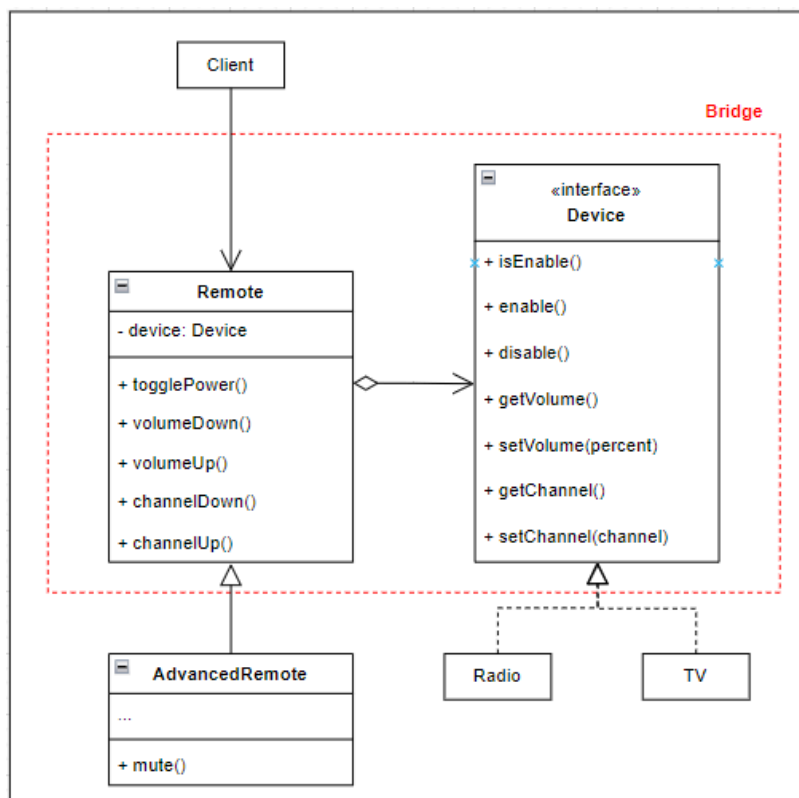 Client
Bridge
«interface»
Device
+ isEnable()
+ enable()
+ disable()
+ getVolume()
+ setVolume(percent)
+ getChannel()
+ setChannel(channel)
Remote
- device: Device
+ togglePower()
+ volumeDown()
+ volumeUp()
+ channelDown()
+ channelUp()
AdvancedRemote
...
+ mute()
Radio
TV